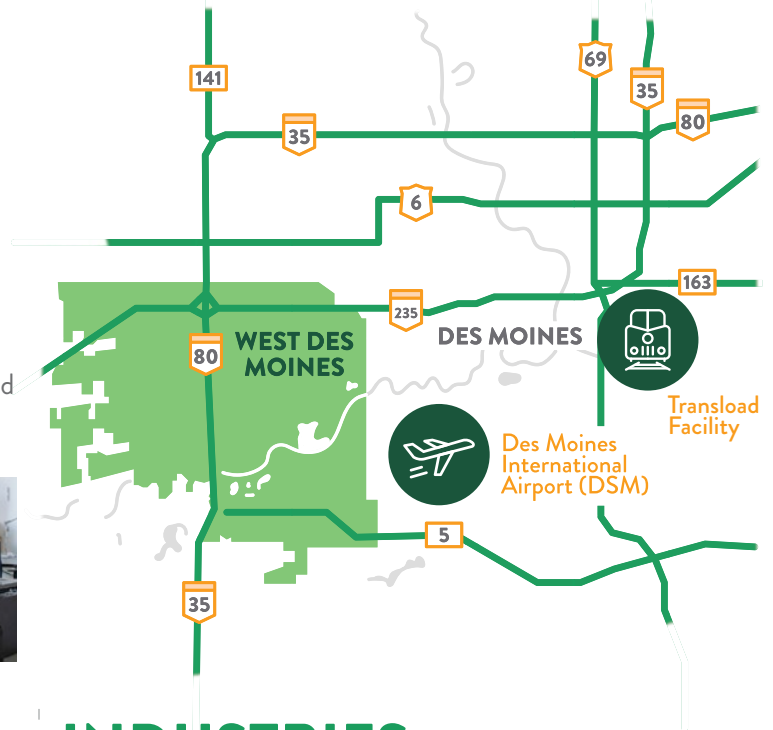 69
141
35
80
35
6
163
235
DES MOINES
WEST DES
MOINES
80
d
Transload
Facility
Des Moines
International
Airport (DSM)
5
35
INDUSTRIES